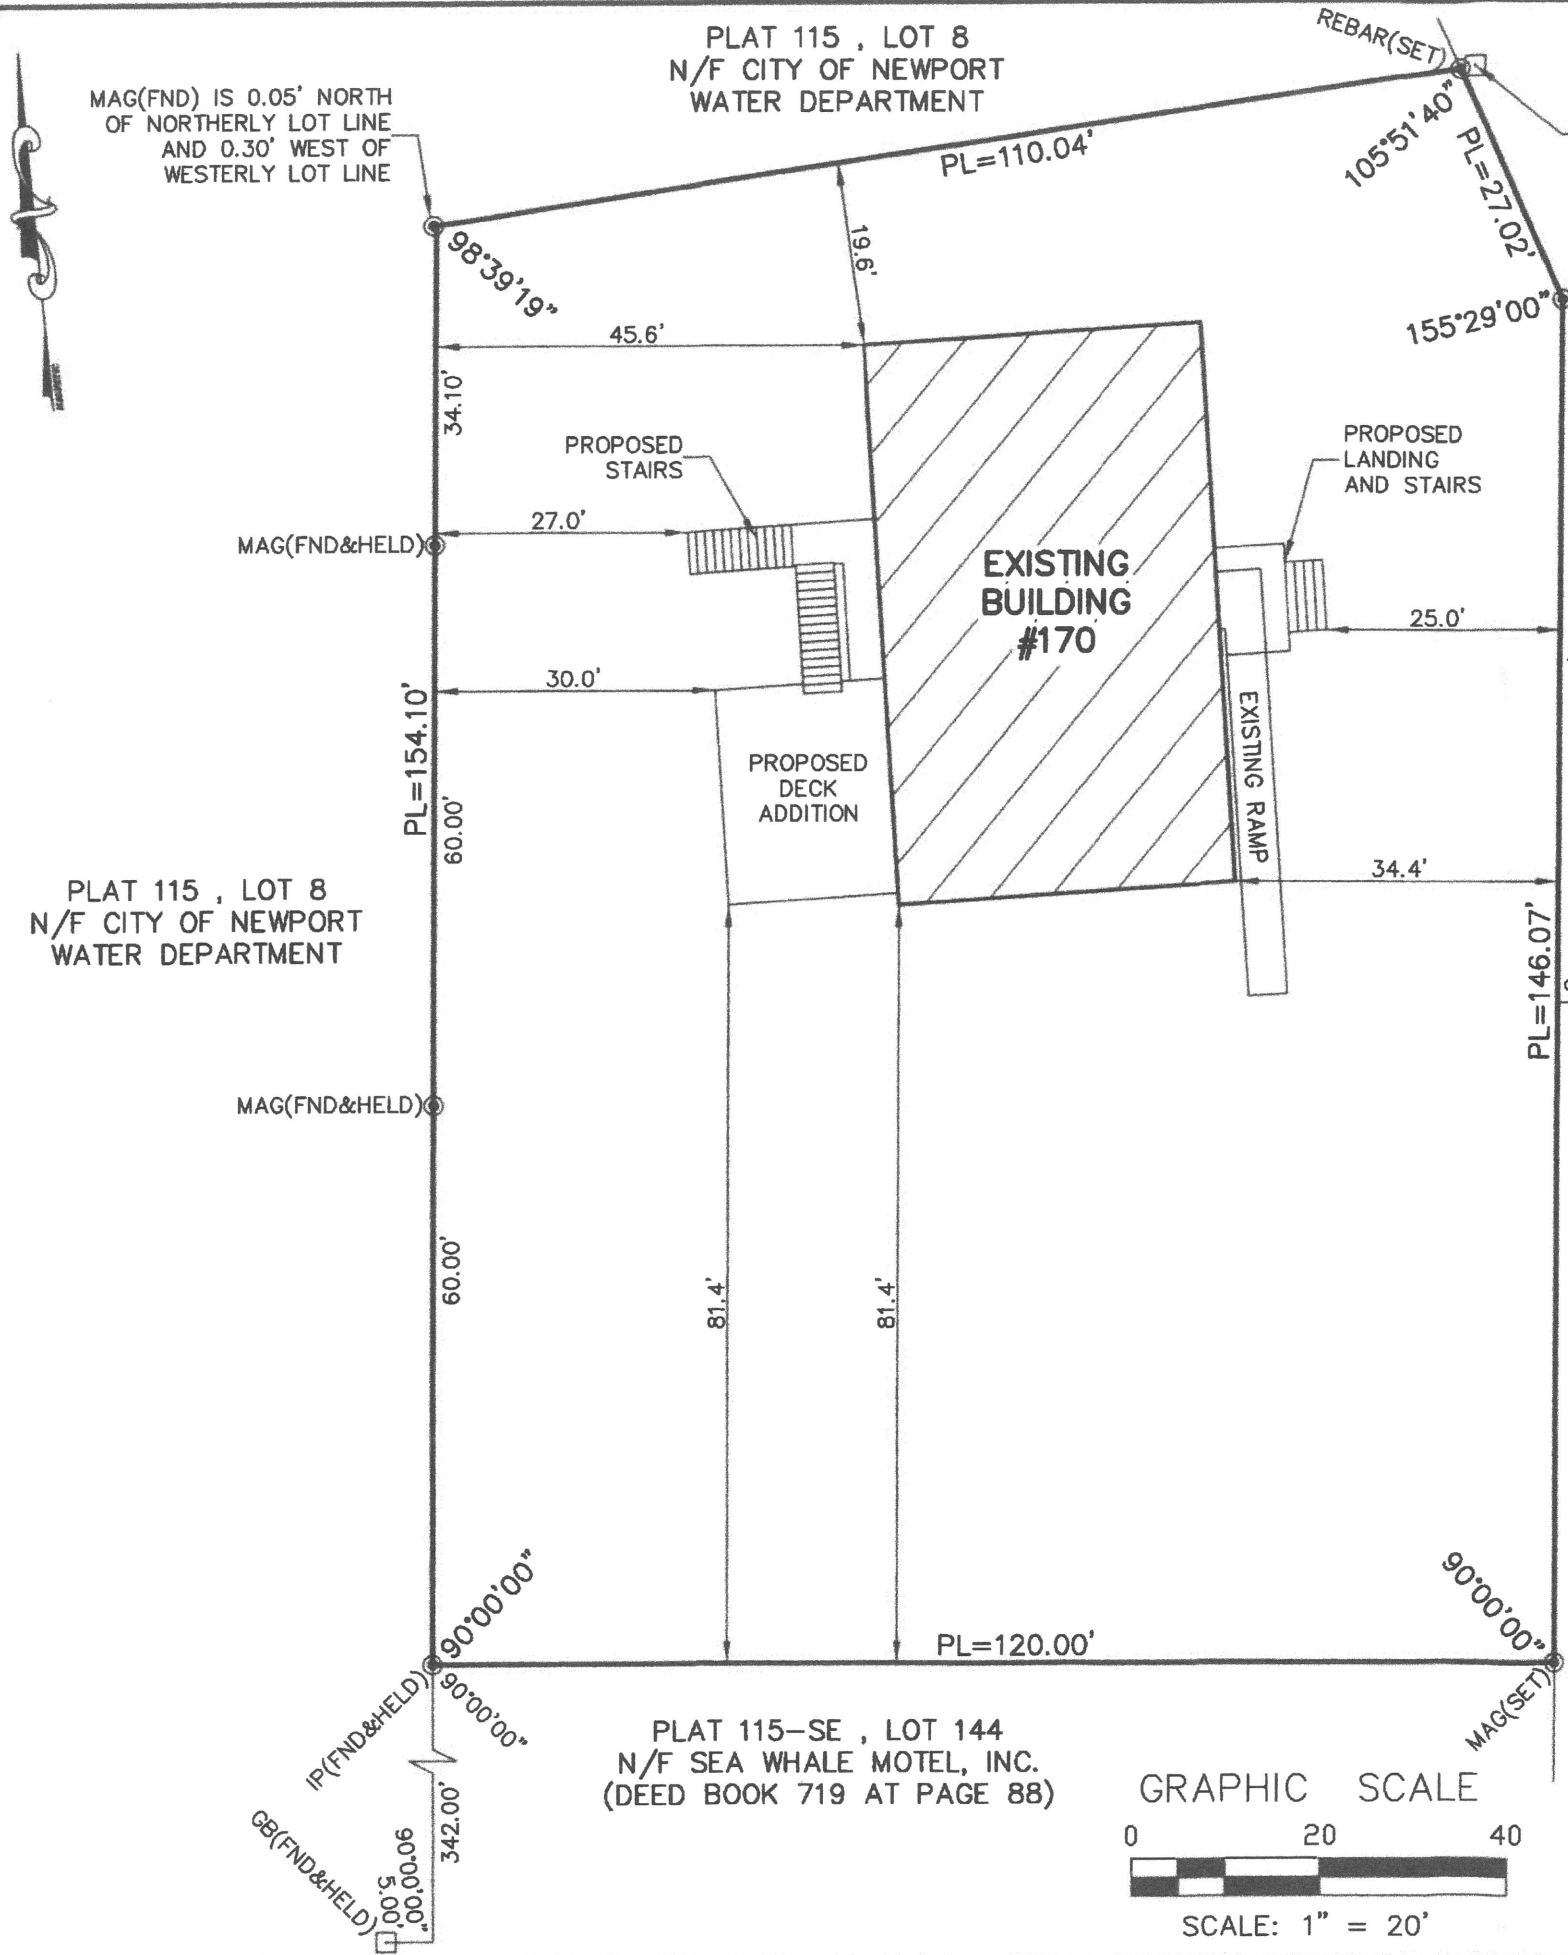 PLAT 115 , LOT 8
N/F CITY OF NEWPORT
WATER DEPARTMENT
REBAR(SET)
MAG(FND) IS 0.05' NORTH
OF NORTHERLY LOT LINE
AND 0.30' WEST OF
WESTERLY LOT LINE
PL=110.04'
105°51'40"
PL=27.02'
98°39'19"
19.6'
155°29'00"
45.6'
34.10'
PROPOSED
STAIRS
PROPOSED
LANDING
AND STAIRS
27.0'
MAG(FND&HELD)
EXISTING
BUILDING
#170
25.0'
30.0'
PL=154.10'
60.00'
PROPOSED
DECK
ADDITION
EXISTING RAMP
34.4'
PLAT 115 , LOT 8
N/F CITY OF NEWPORT
WATER DEPARTMENT
PL=146.07'
MAG(FND&HELD)
60.00'
81.4'
81.4'
90°00'00"
90°00'00"
PL=120.00'
IP(FND&HELD)
90°00'00"
MAG(SET)
PLAT 115-SE , LOT 144
N/F SEA WHALE MOTEL, INC.
(DEED BOOK 719 AT PAGE 88)
342.00'
GB(FND&HELD)
90°00'00"
5.00'
GRAPHIC SCALE
0 20 40
SCALE: 1" = 20'